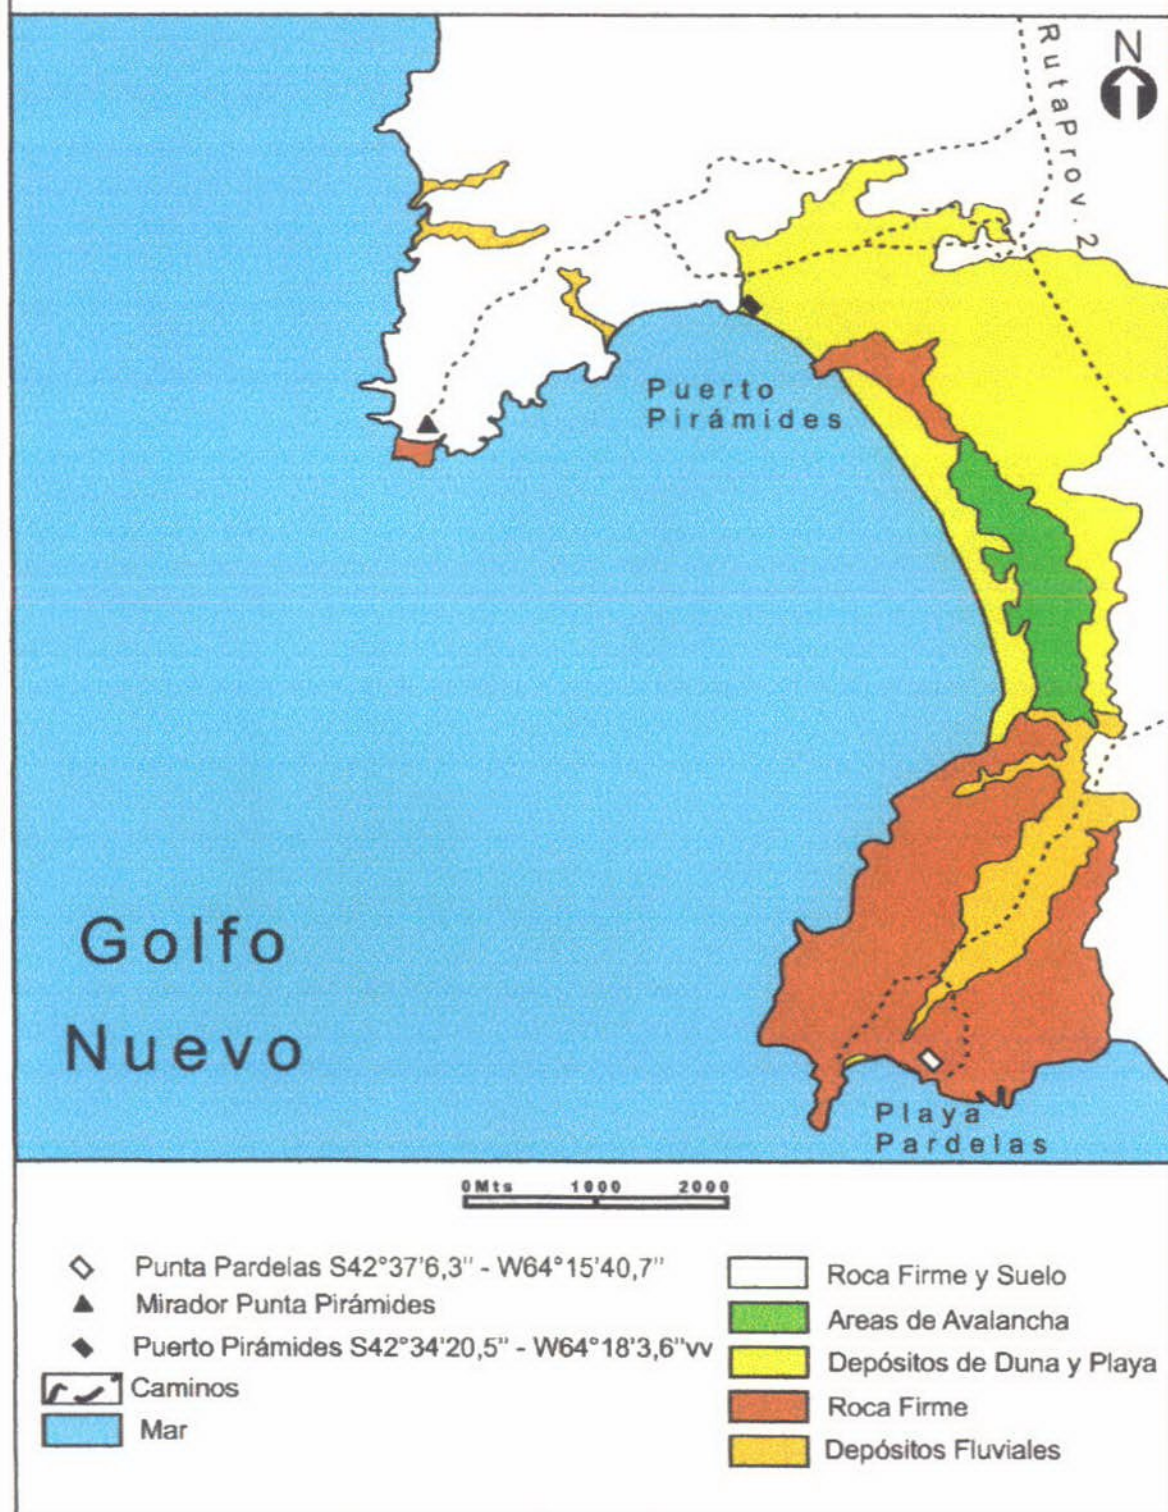 N
Ruta Prov. 2
Puerto
Pirámides
Golfo
Nuevo
Playa
Pardelas
0Mts 1000 2000
Punta Pardelas S42°37'6,3" - W64°15'40,7"
Mirador Punta Pirámides
Puerto Pirámides S42°34'20,5" - W64°18'3,6"vv
Caminos
Mar
Roca Firme y Suelo
Areas de Avalancha
Depósitos de Duna y Playa
Roca Firme
Depósitos Fluviales